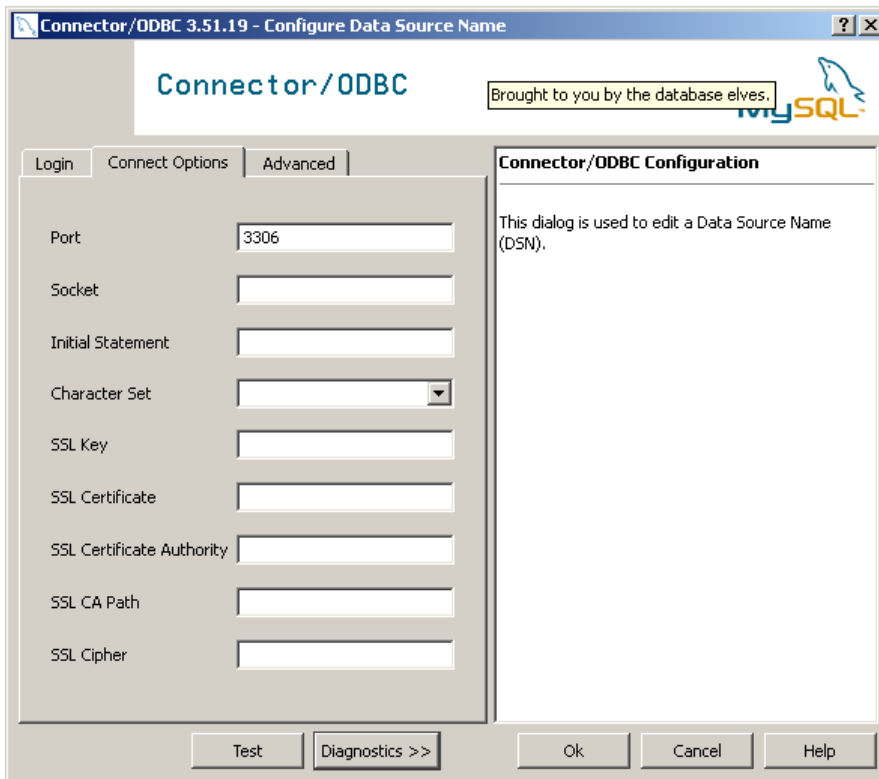 Connector/ODBC 3.51.19 - Configure Data Source Name
Connector/ODBC
Brought to you by the database elves.
MySQL
Login
Connect Options
Advanced
Port
3306
Socket
Initial Statement
Character Set
SSL Key
SSL Certificate
SSL Certificate Authority
SSL CA Path
SSL Cipher
Connector/ODBC Configuration
This dialog is used to edit a Data Source Name
(DSN).
Test
Diagnostics >>
Ok
Cancel
Help